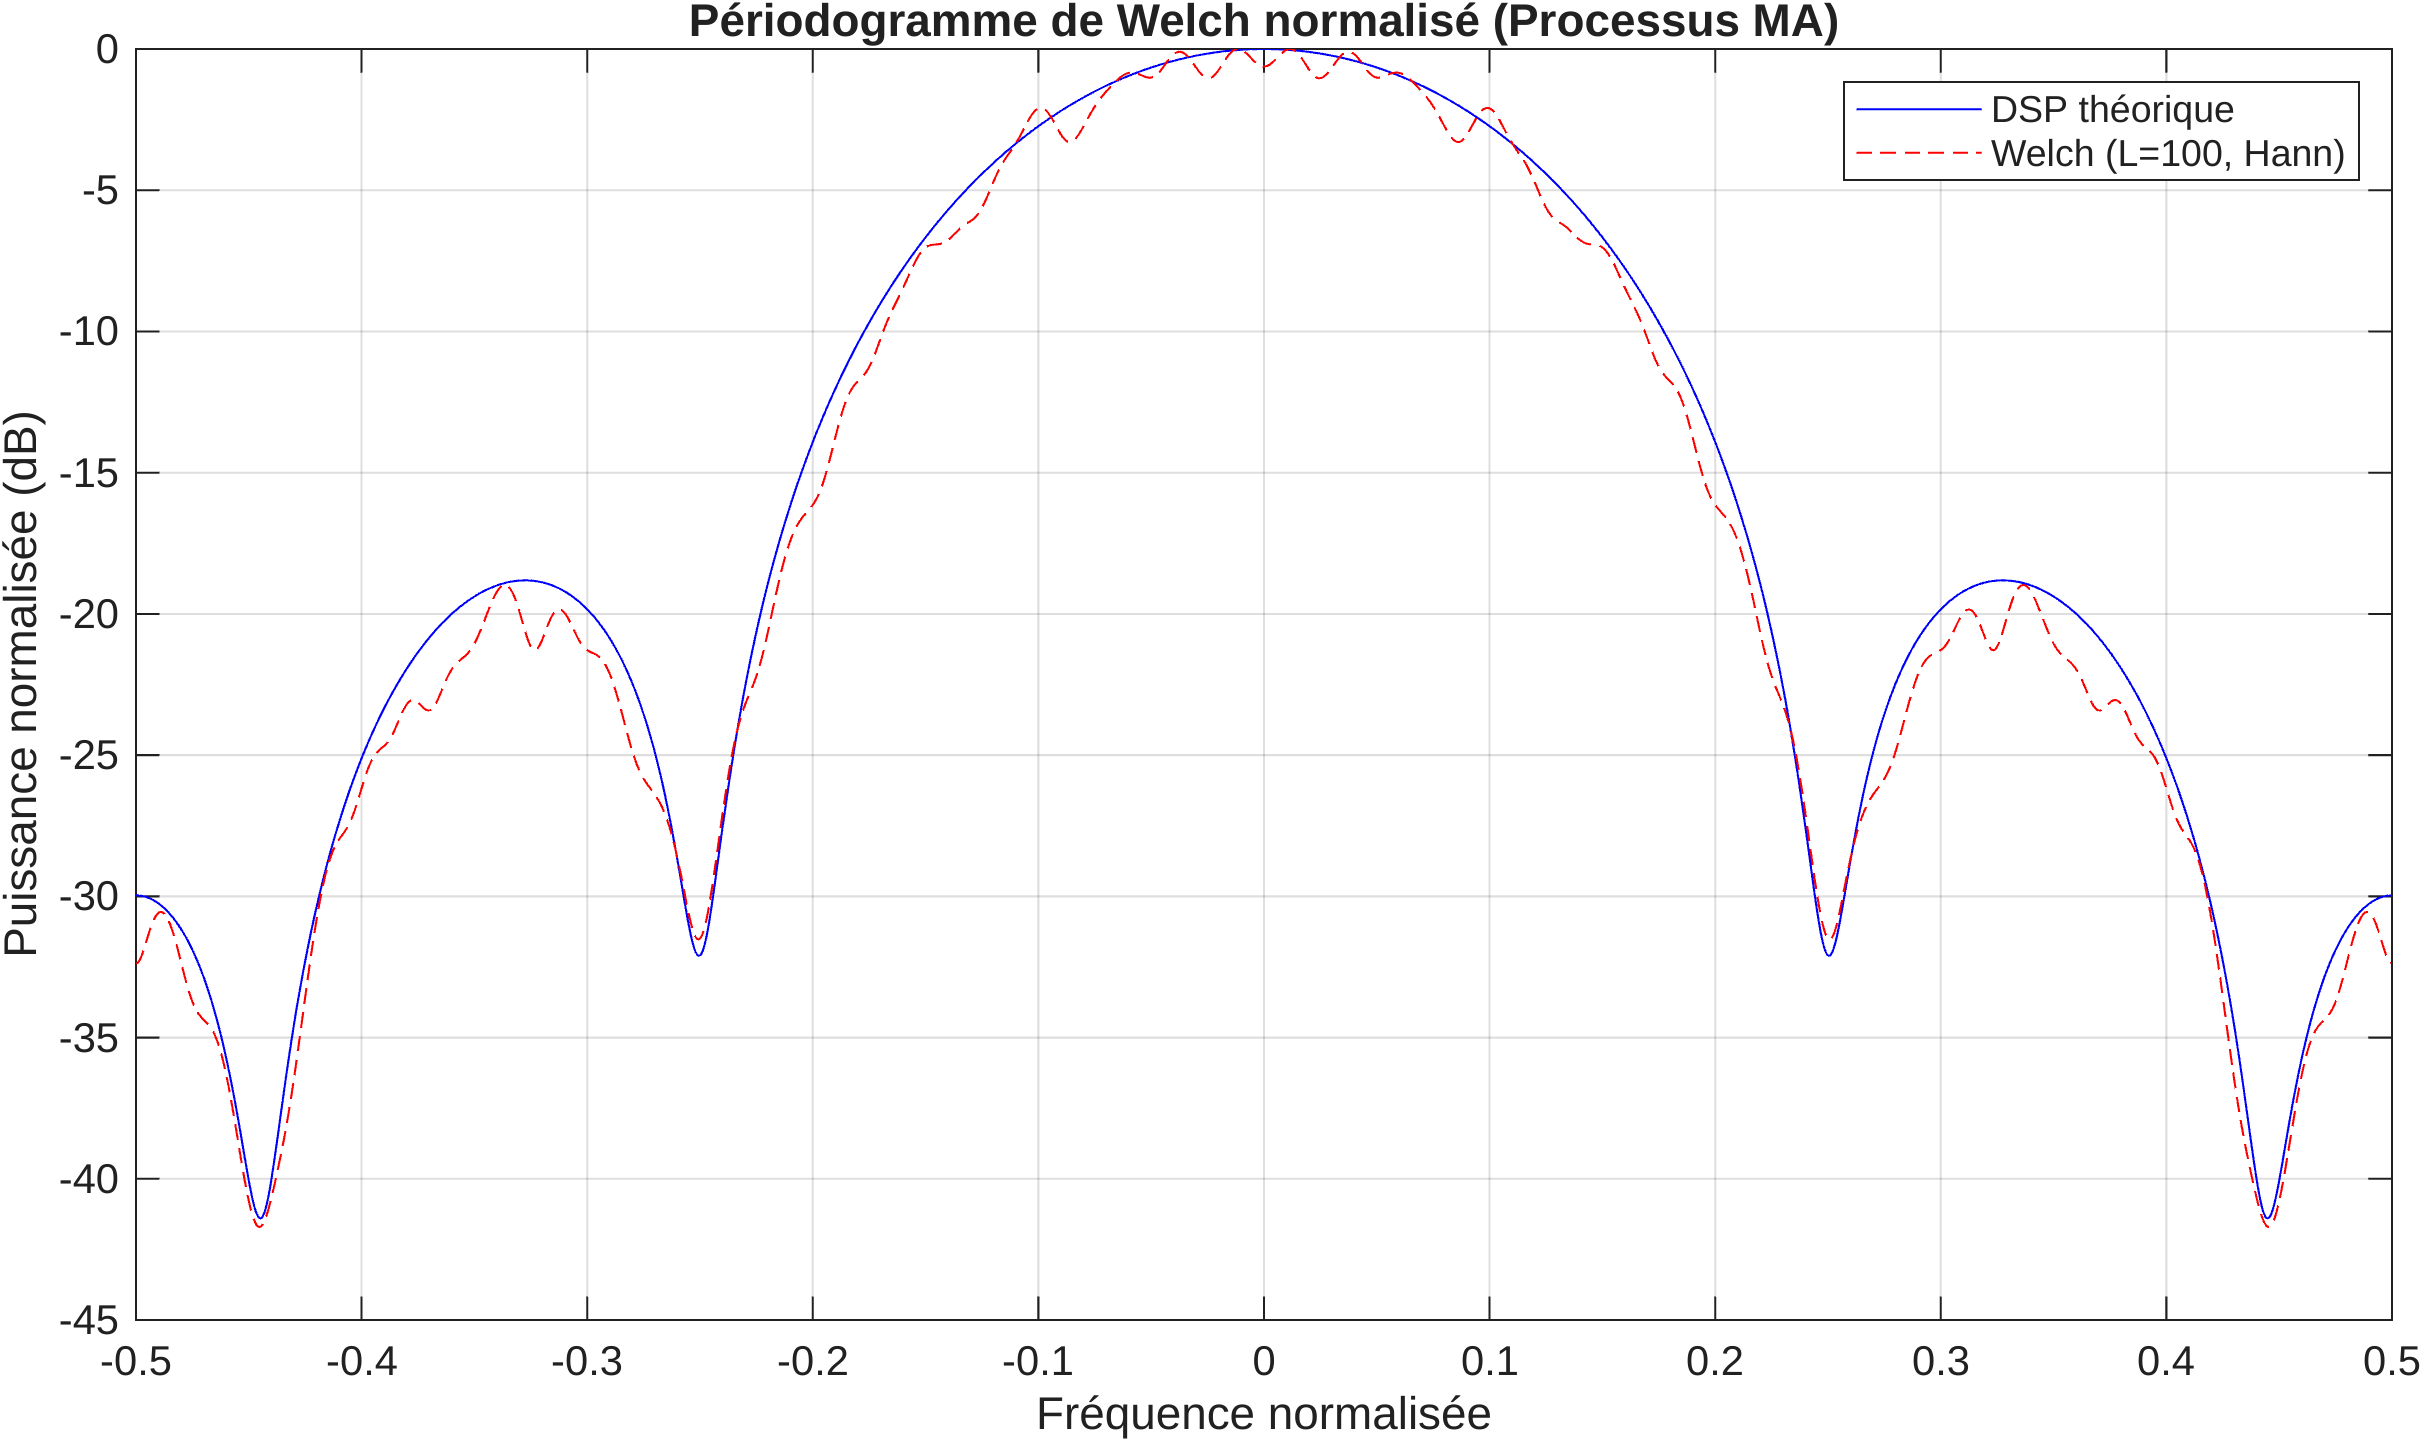 Périodogramme de Welch normalisé (Processus MA)
DSP théorique
Welch (L=100, Hann)
Puissance normalisée (dB)
0
-5
-10
-15
-20
-25
-30
-35
-40
-45
-0.5 -0.4 -0.3 -0.2 -0.1 0 0.1 0.2 0.3 0.4 0.5
Fréquence normalisée